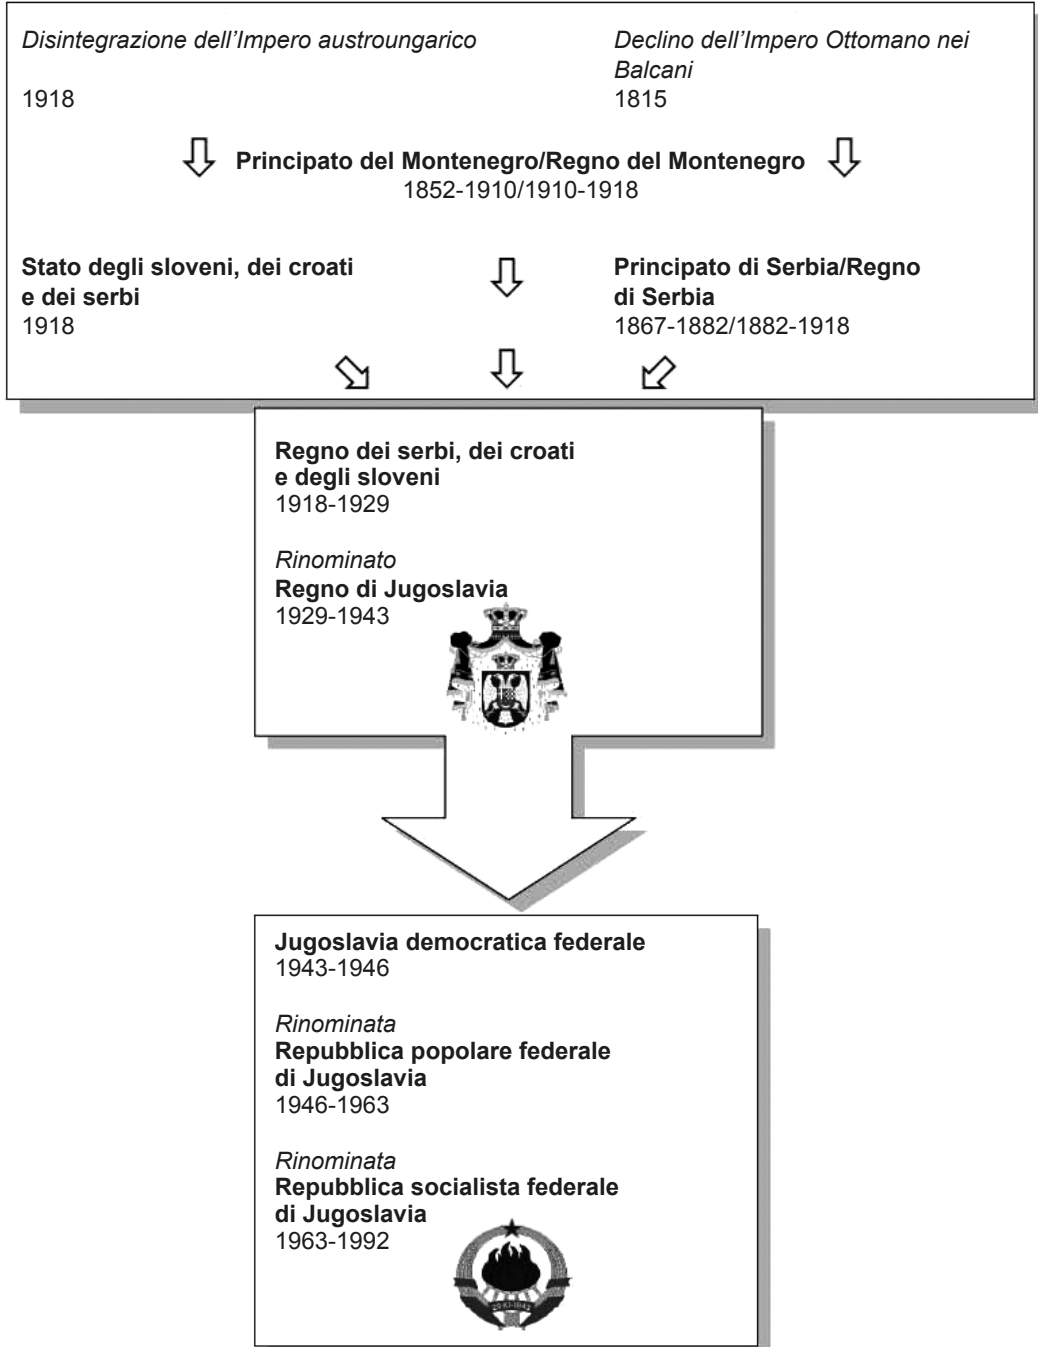 Disintegrazione dell'Impero austroungarico
1918
Declino dell'Impero Ottomano nei
Balcani
1815
Principato del Montenegro/Regno del Montenegro
1852-1910/1910-1918
Stato degli sloveni, dei croati
e dei serbi
1918
Principato di Serbia/Regno
di Serbia
1867-1882/1882-1918
Regno dei serbi, dei croati
e degli sloveni
1918-1929
Rinominato
Regno di Jugoslavia
1929-1943
Jugoslavia democratica federale
1943-1946
Rinominata
Repubblica popolare federale
di Jugoslavia
1946-1963
Rinominata
Repubblica socialista federale
di Jugoslavia
1963-1992
29·XI·1943